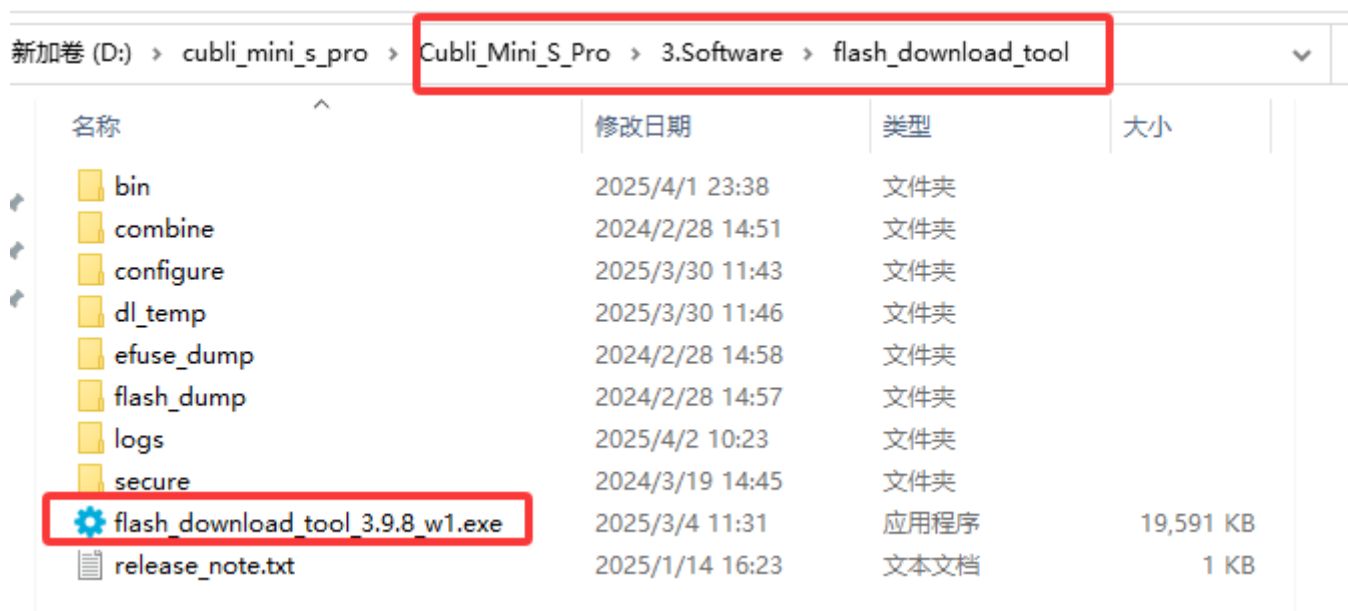 新加卷 (D:) › cubli_mini_s_pro › Cubli_Mini_S_Pro › 3.Software › flash_download_tool
名称 修改日期 类型 大小
bin 2025/4/1 23:38 文件夹
combine 2024/2/28 14:51 文件夹
configure 2025/3/30 11:43 文件夹
dl_temp 2025/3/30 11:46 文件夹
efuse_dump 2024/2/28 14:58 文件夹
flash_dump 2024/2/28 14:57 文件夹
logs 2025/4/2 10:23 文件夹
secure 2024/3/19 14:45 文件夹
flash_download_tool_3.9.8_w1.exe 2025/3/4 11:31 应用程序 19,591 KB
release_note.txt 2025/1/14 16:23 文本文档 1 KB